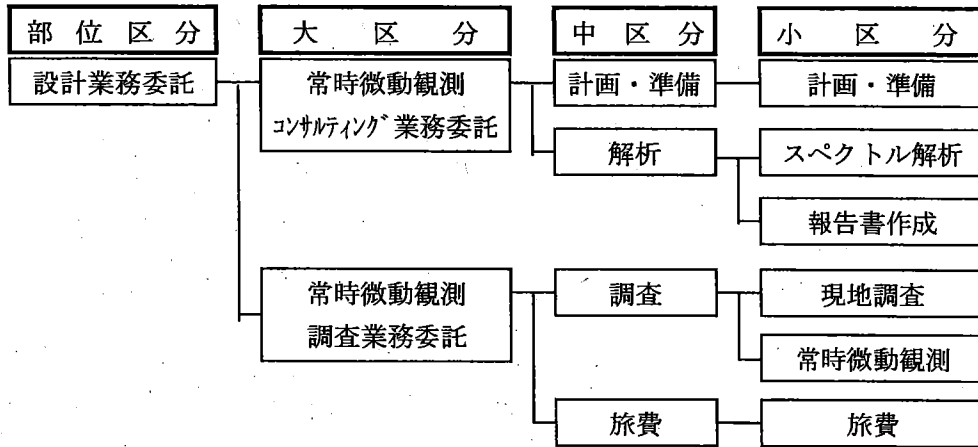 部位区分 大区分 中区分 小区分
設計業務委託 常時微動観測 計画・準備 計画・準備
コンサルティング業務委託
解析 スペクトル解析
報告書作成
常時微動観測 調査 現地調査
調査業務委託
常時微動観測
旅費 旅費